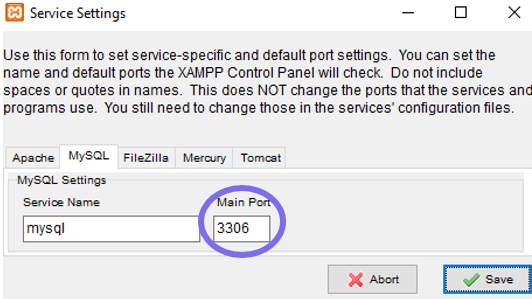 Service Settings
Use this form to set service-specific and default port settings. You can set the
name and default ports the XAMPP Control Panel will check. Do not include
spaces or quotes in names. This does NOT change the ports that the services and
programs use. You still need to change those in the services' configuration files.
Apache MySQL FileZilla Mercury Tomcat
MySQL Settings
Service Name Main Port
mysql 3306
Abort Save